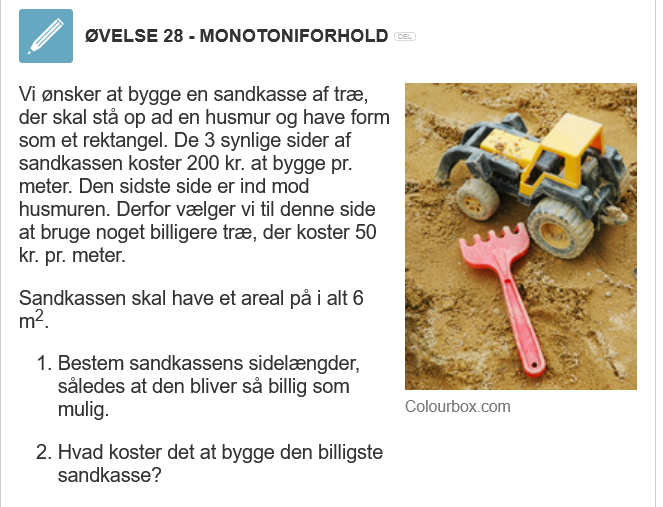 ØVELSE 28 - MONOTONIFORHOLD DEL
Vi ønsker at bygge en sandkasse af træ,
der skal stå op ad en husmur og have form
som et rektangel. De 3 synlige sider af
sandkassen koster 200 kr. at bygge pr.
meter. Den sidste side er ind mod
husmuren. Derfor vælger vi til denne side
at bruge noget billigere træ, der koster 50
kr. pr. meter.
Sandkassen skal have et areal på i alt 6
m².
1. Bestem sandkassens sidelængder,
således at den bliver så billig som
mulig.
2. Hvad koster det at bygge den billigste
sandkasse?
Colourbox.com